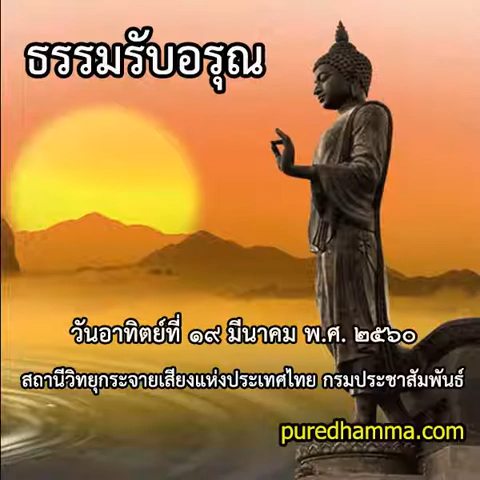 ธรรมรับอรุณ
วันอาทิตย์ที่ ๑๙ มีนาคม พ.ศ. ๒๕๖๐
สถานีวิทยุกระจายเสียงแห่งประเทศไทย กรมประชาสัมพันธ์
puredhamma.com